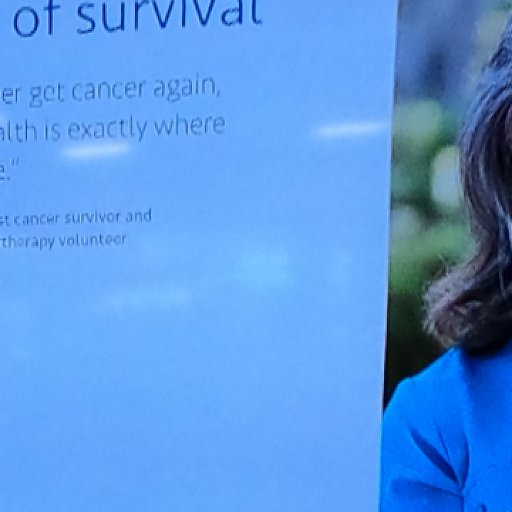 of survival
er get cancer again,
alth is exactly where
e."
st cancer survivor and
therapy volunteer